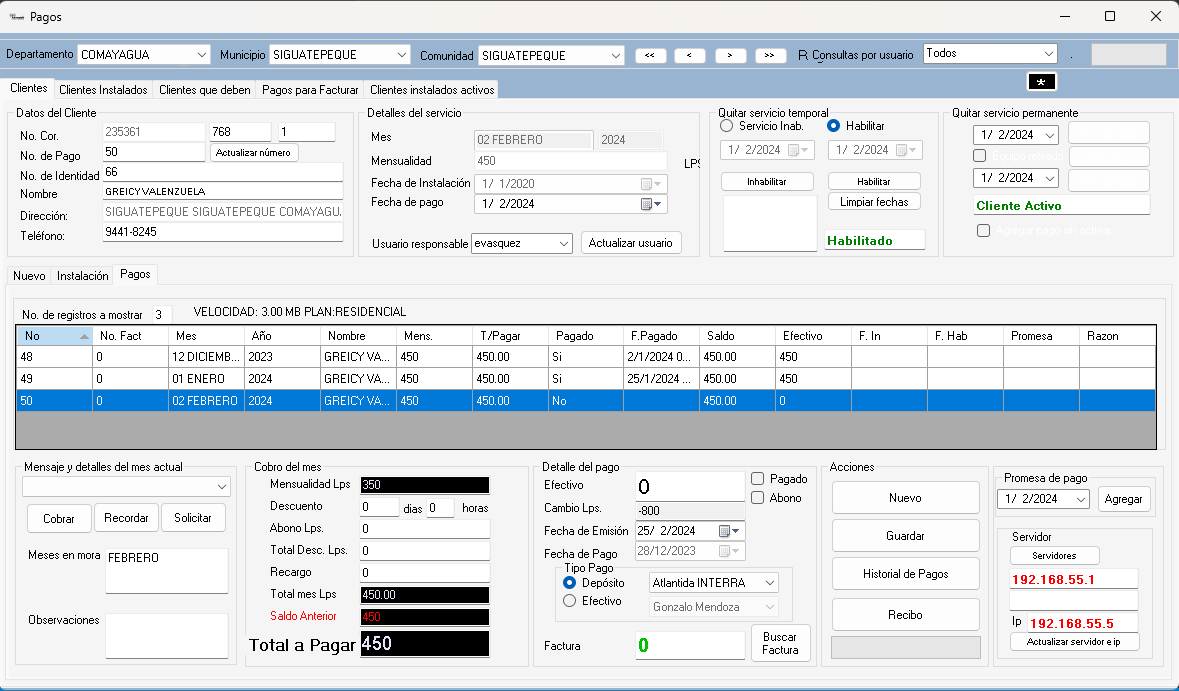 Pagos
Departamento COMAYAGUA Municipio SIGUATEPEQUE Comunidad SIGUATEPEQUE << < > >> R Consultas por usuario Todos .
*
Clientes Clientes Instalados Clientes que deben Pagos para Facturar Clientes instalados activos
Datos del Cliente
No. Cor. 235361 768 1
No. de Pago 50 Actualizar número
No. de Identidad 66
Nombre GREICY VALENZUELA
Dirección: SIGUATEPEQUE SIGUATEPEQUE COMAYAGU
Teléfono: 9441-8245
Detalles del servicio
Mes 02 FEBRERO 2024
Mensualidad 450 LPS
Fecha de Instalación 1/ 1/2020
Fecha de pago 1/ 2/2024
Usuario responsable evasquez Actualizar usuario
Quitar servicio temporal
Servicio Inab. Habilitar
1/ 2/2024 1/ 2/2024
Inhabilitar Habilitar
Limpiar fechas
Habilitado
Quitar servicio permanente
1/ 2/2024
Equipo retirado
1/ 2/2024
Cliente Activo
Agregar pago sin activar
Nuevo Instalación Pagos
No. de registros a mostrar 3 VELOCIDAD: 3.00 MB PLAN:RESIDENCIAL
No No. Fact Mes Año Nombre Mens. T/Pagar Pagado F.Pagado Saldo Efectivo F. In F. Hab Promesa Razon
48 0 12 DICIEMB... 2023 GREICY VA... 450 450.00 Si 2/1/2024 0... 450.00 450
49 0 01 ENERO 2024 GREICY VA... 450 450.00 Si 25/1/2024 ... 450.00 450
50 0 02 FEBRERO 2024 GREICY VA... 450 450.00 No 450.00 0
Mensaje y detalles del mes actual
Cobrar Recordar Solicitar
Meses en mora FEBRERO
Observaciones
Cobro del mes
Mensualidad Lps 350
Descuento 0 dias 0 horas
Abono Lps. 0
Total Desc. Lps. 0
Recargo 0
Total mes Lps 450.00
Saldo Anterior 450
Total a Pagar 450
Detalle del pago
Efectivo 0 Pagado
Abono
Cambio Lps. -800
Fecha de Emisión 25/ 2/2024
Fecha de Pago 28/12/2023
Tipo Pago
Depósito Atlantida INTERRA
Efectivo Gonzalo Mendoza
Factura 0 Buscar Factura
Acciones
Nuevo
Guardar
Historial de Pagos
Recibo
Promesa de pago
1/ 2/2024 Agregar
Servidor
Servidores
192.168.55.1
Ip 192.168.55.5
Actualizar servidor e ip